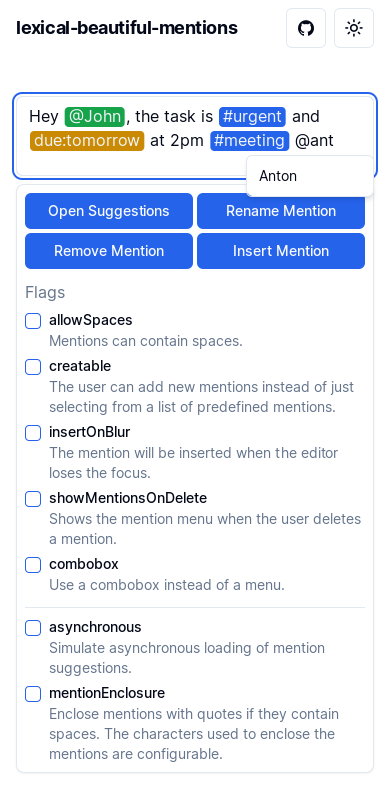 lexical-beautiful-mentions
Hey @John, the task is #urgent and
due:tomorrow at 2pm #meeting @ant
Anton
Open Suggestions
Rename Mention
Remove Mention
Insert Mention
Flags
allowSpaces
Mentions can contain spaces.
creatable
The user can add new mentions instead of just
selecting from a list of predefined mentions.
insertOnBlur
The mention will be inserted when the editor
loses the focus.
showMentionsOnDelete
Shows the mention menu when the user deletes
a mention.
combobox
Use a combobox instead of a menu.
asynchronous
Simulate asynchronous loading of mention
suggestions.
mentionEnclosure
Enclose mentions with quotes if they contain
spaces. The characters used to enclose the
mentions are configurable.